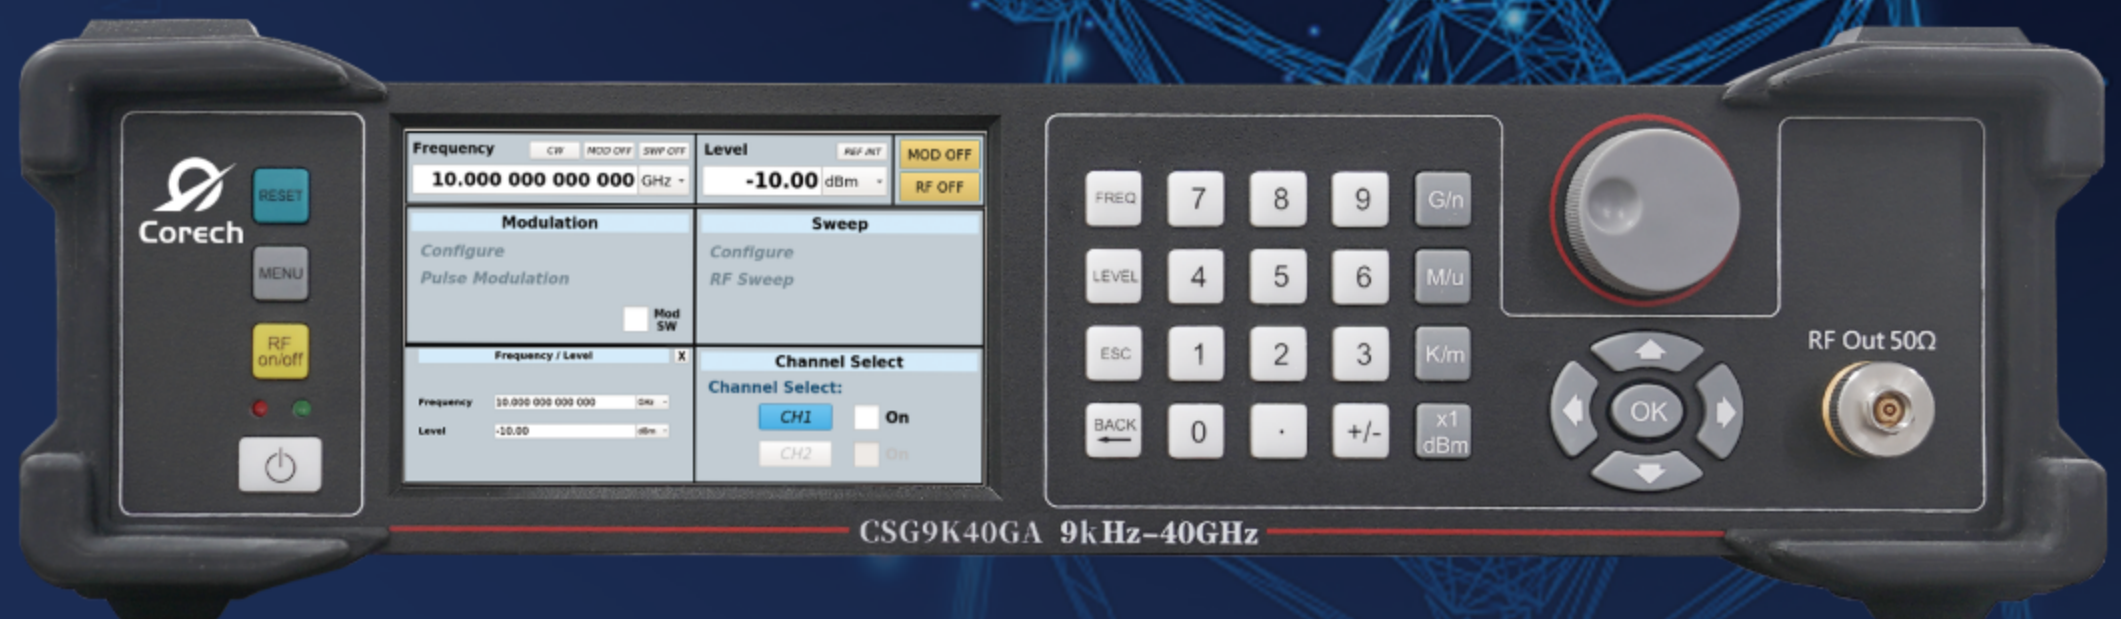 Corech
RESET
MENU
RF
on/off
Frequency
CW
MOD OFF
SWP OFF
10.000 000 000 000
GHz
Level
REF INT
-10.00
dBm
MOD OFF
RF OFF
Modulation
Configure
Pulse Modulation
Mod
SW
Sweep
Configure
RF Sweep
Frequency / Level
X
Frequency
10.000 000 000 000
GHz
Level
-10.00
dBm
Channel Select
Channel Select:
CH1
On
CH2
On
FREQ
7
8
9
G/n
LEVEL
4
5
6
M/u
ESC
1
2
3
K/m
BACK
0
.
+/-
x1
dBm
OK
RF Out 50Ω
CSG9K40GA 9kHz-40GHz